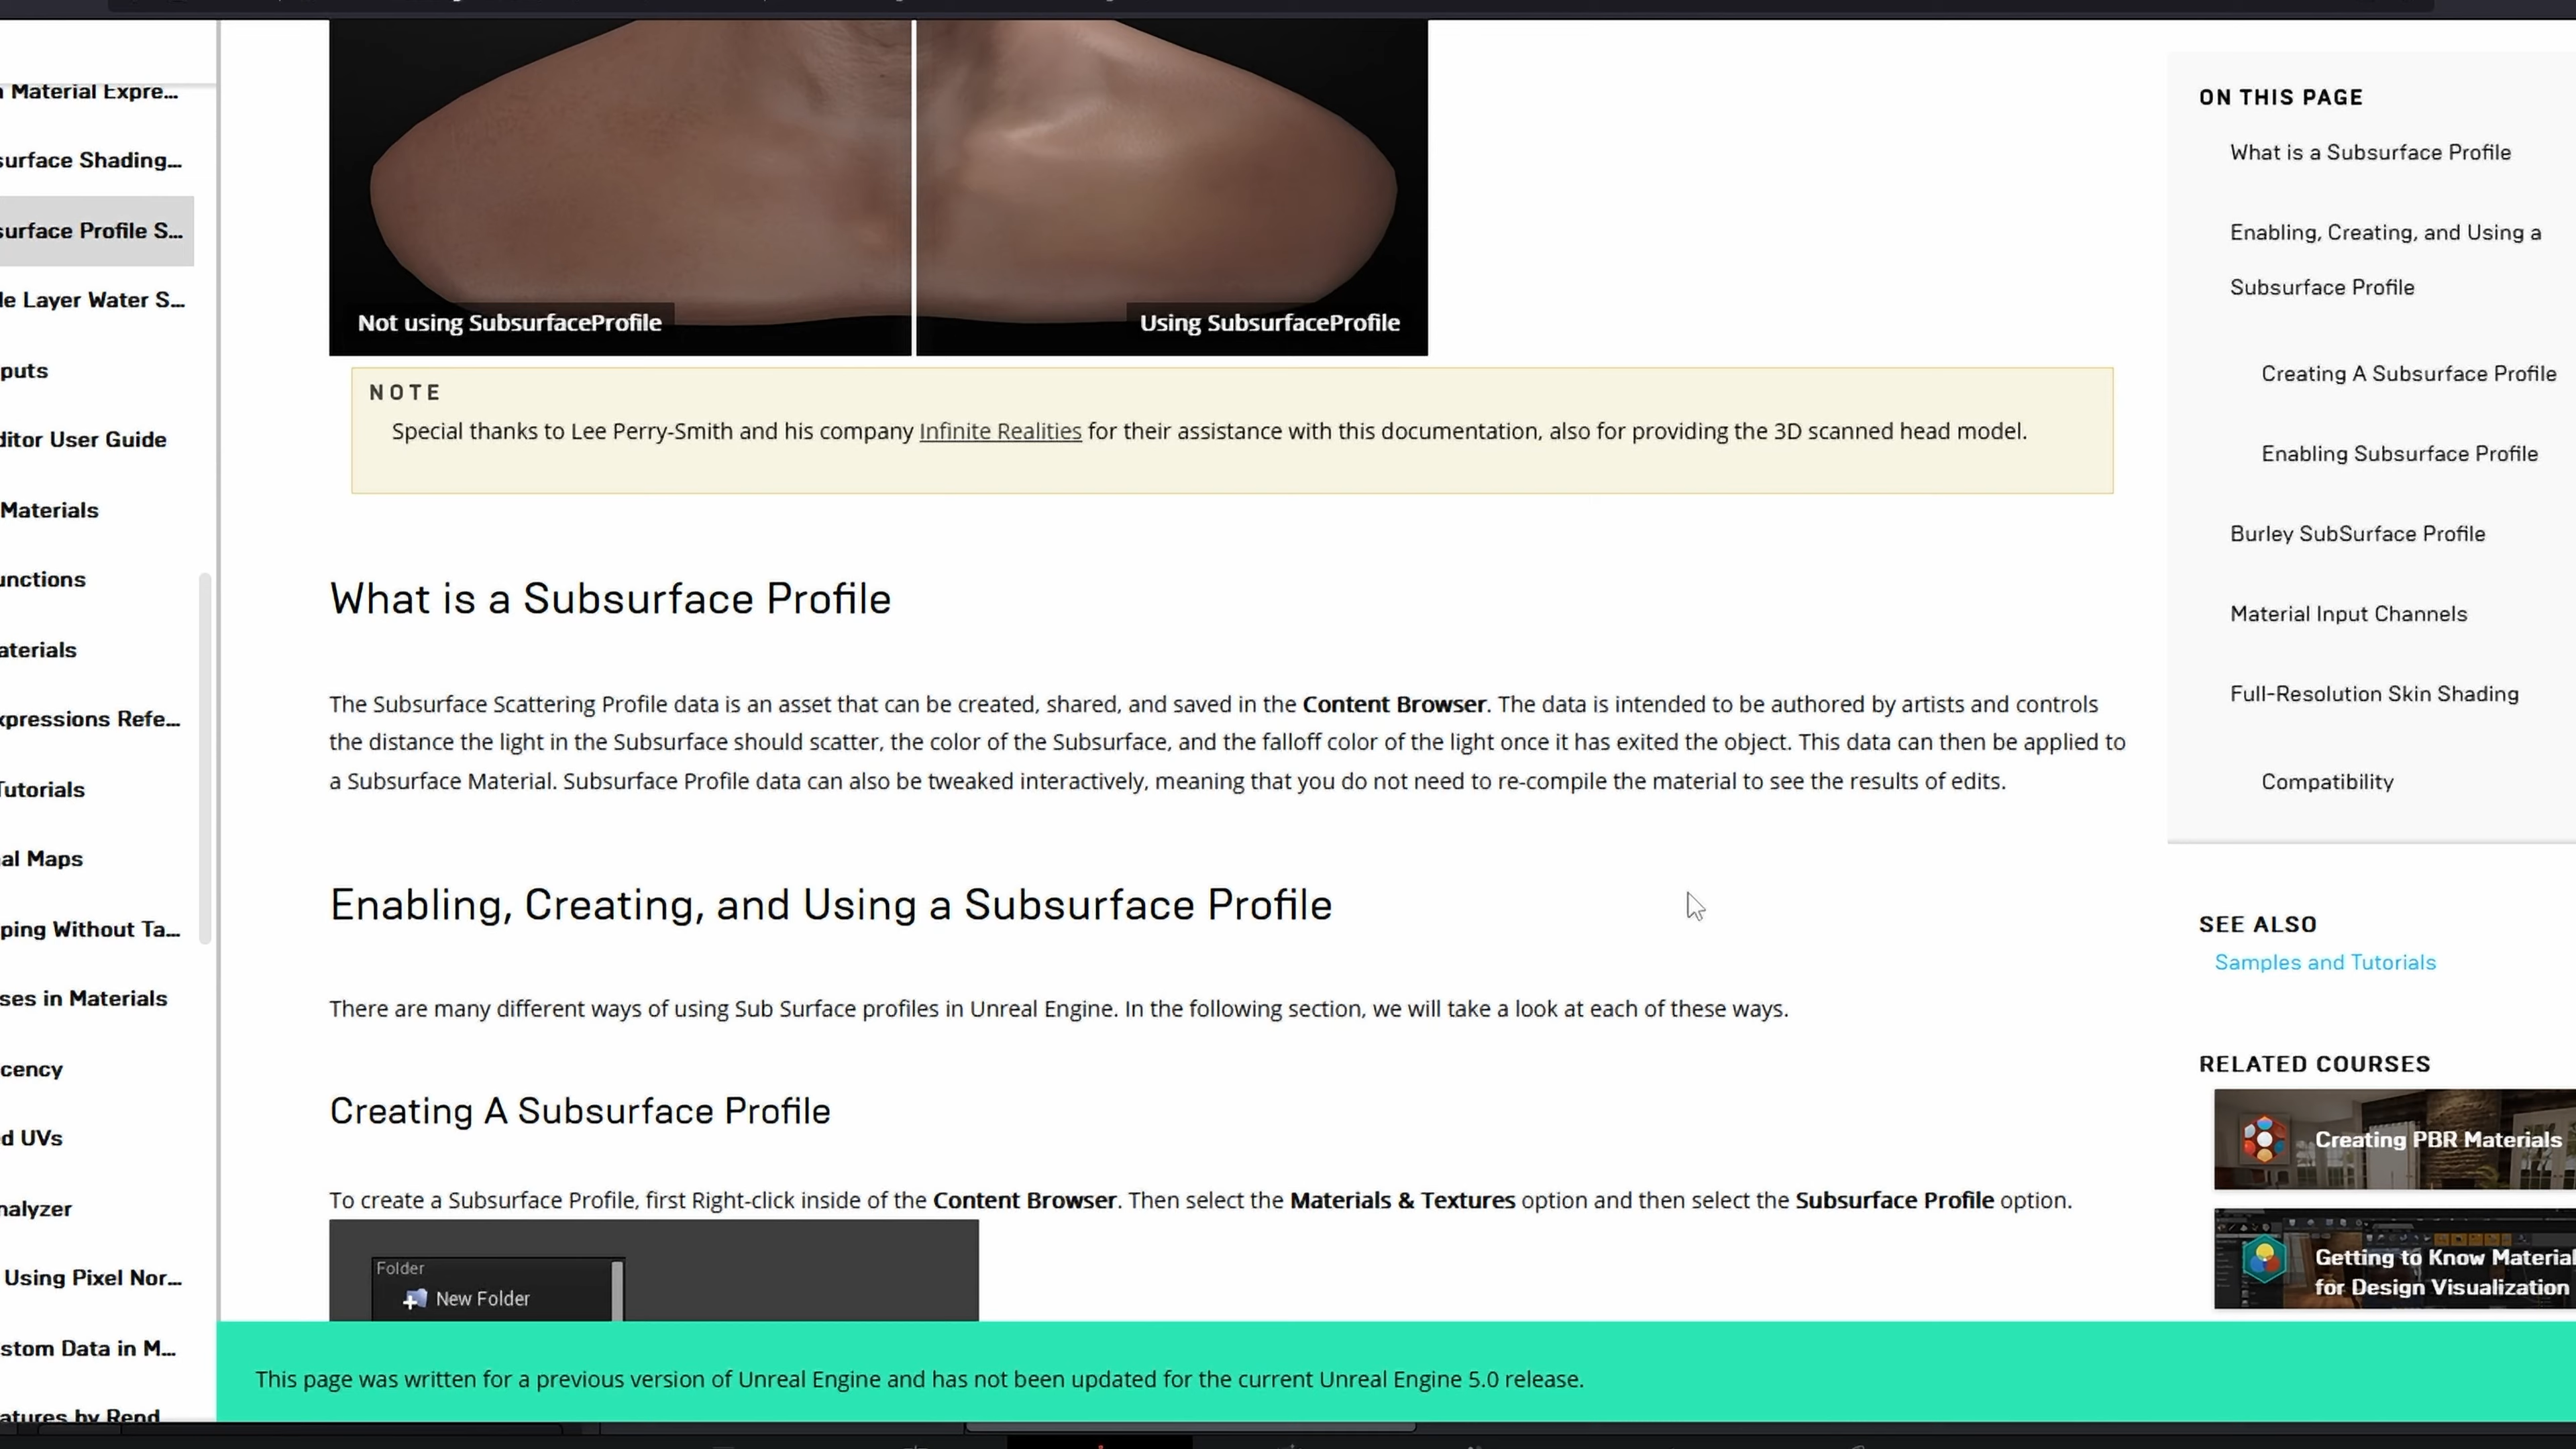 Material Expre...
surface Shading...
surface Profile S...
le Layer Water S...
puts
ditor User Guide
Materials
unctions
aterials
xpressions Refe...
Tutorials
al Maps
ping Without Ta...
ses in Materials
cency
d UVs
nalyzer
Using Pixel Nor...
stom Data in M...
atures by Rend
Not using SubsurfaceProfile
Using SubsurfaceProfile
NOTE
Special thanks to Lee Perry-Smith and his company Infinite Realities for their assistance with this documentation, also for providing the 3D scanned head model.
What is a Subsurface Profile
The Subsurface Scattering Profile data is an asset that can be created, shared, and saved in the Content Browser. The data is intended to be authored by artists and controls
the distance the light in the Subsurface should scatter, the color of the Subsurface, and the falloff color of the light once it has exited the object. This data can then be applied to
a Subsurface Material. Subsurface Profile data can also be tweaked interactively, meaning that you do not need to re-compile the material to see the results of edits.
Enabling, Creating, and Using a Subsurface Profile
There are many different ways of using Sub Surface profiles in Unreal Engine. In the following section, we will take a look at each of these ways.
Creating A Subsurface Profile
To create a Subsurface Profile, first Right-click inside of the Content Browser. Then select the Materials & Textures option and then select the Subsurface Profile option.
Folder
New Folder
This page was written for a previous version of Unreal Engine and has not been updated for the current Unreal Engine 5.0 release.
ON THIS PAGE
What is a Subsurface Profile
Enabling, Creating, and Using a
Subsurface Profile
Creating A Subsurface Profile
Enabling Subsurface Profile
Burley SubSurface Profile
Material Input Channels
Full-Resolution Skin Shading
Compatibility
SEE ALSO
Samples and Tutorials
RELATED COURSES
Creating PBR Materials
Getting to Know Material
for Design Visualization